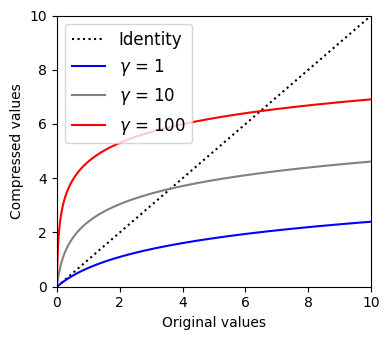 10
8
6
4
2
0
Compressed values
Identity
γ = 1
γ = 10
γ = 100
0 2 4 6 8 10
Original values